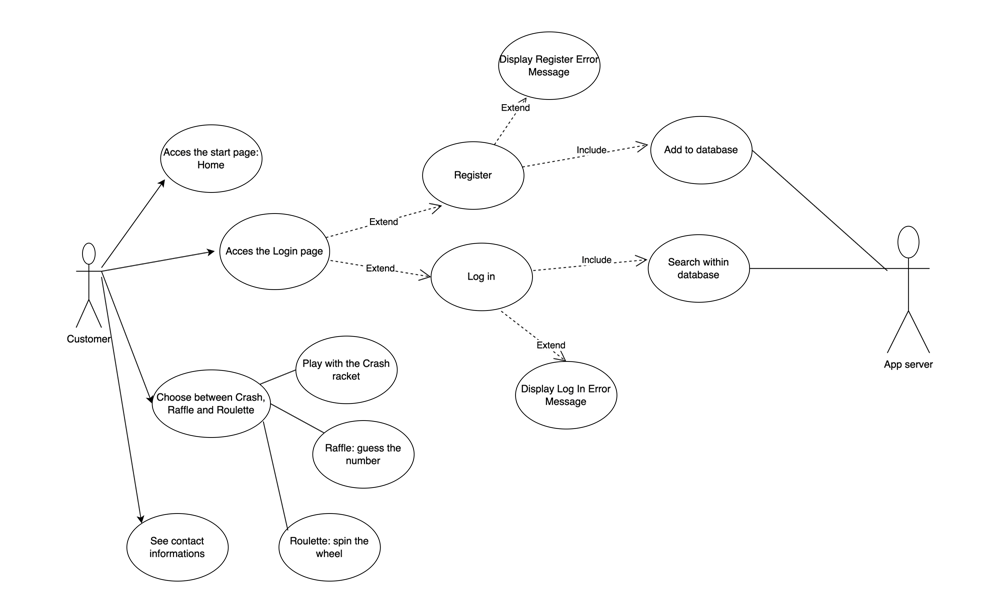 Display Register Error
Message
Extend
Acces the start page:
Home
Include
Add to database
Register
Extend
Acces the Login page
Extend
Log in
Include
Search within
database
Customer
App server
Extend
Play with the Crash
racket
Display Log In Error
Message
Choose between Crash,
Raffle and Roulette
Raffle: guess the
number
See contact
informations
Roulette: spin the
wheel